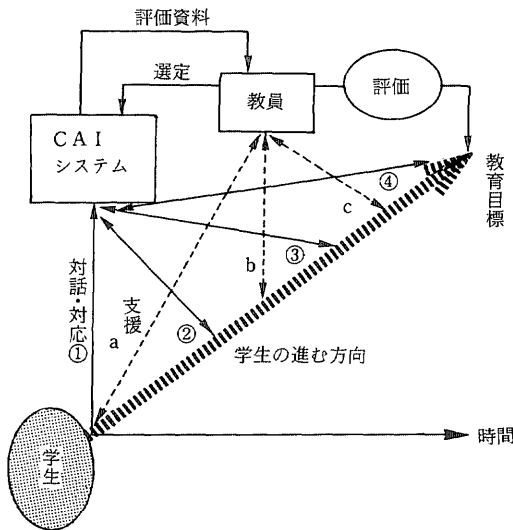 評価資料
選定
教員
評価
CAI
システム
教育目標
④
c
③
b
対話・対応①
支援
a
②
学生の進む方向
時間
学生